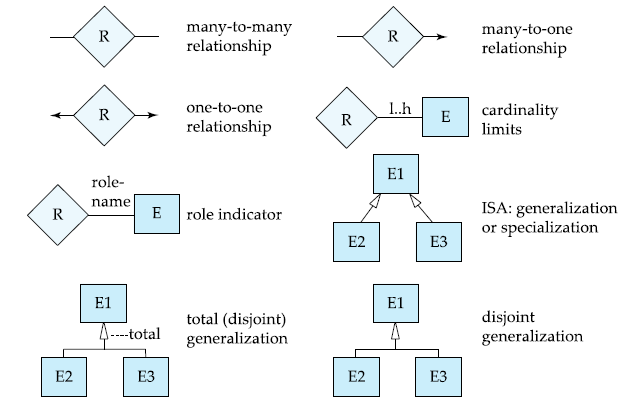 R
many-to-many
relationship
R
many-to-one
relationship
R
one-to-one
relationship
R
l..h
E
cardinality
limits
R
role-
name
E
role indicator
E1
E2
E3
ISA: generalization
or specialization
E1
total
E2
E3
total (disjoint)
generalization
E1
E2
E3
disjoint
generalization